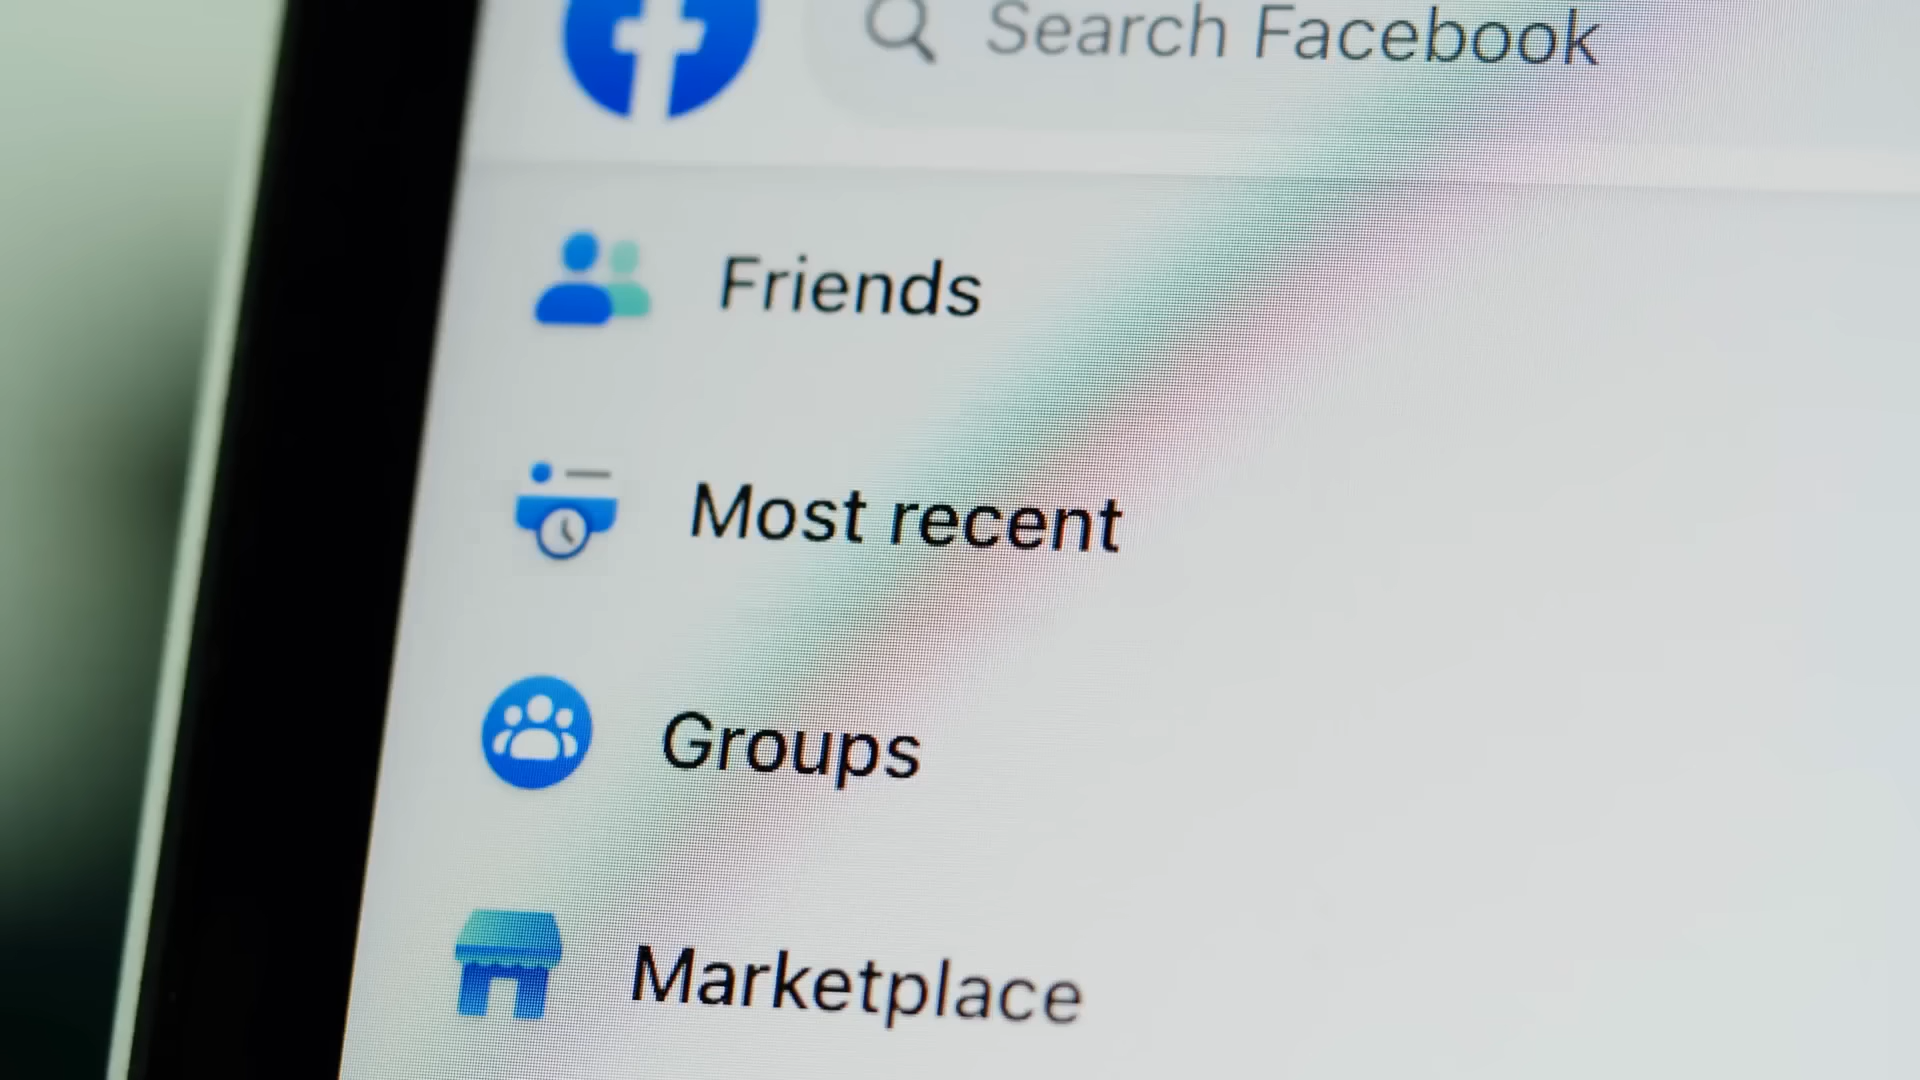 Search Facebook
Friends
Most recent
Groups
Marketplace